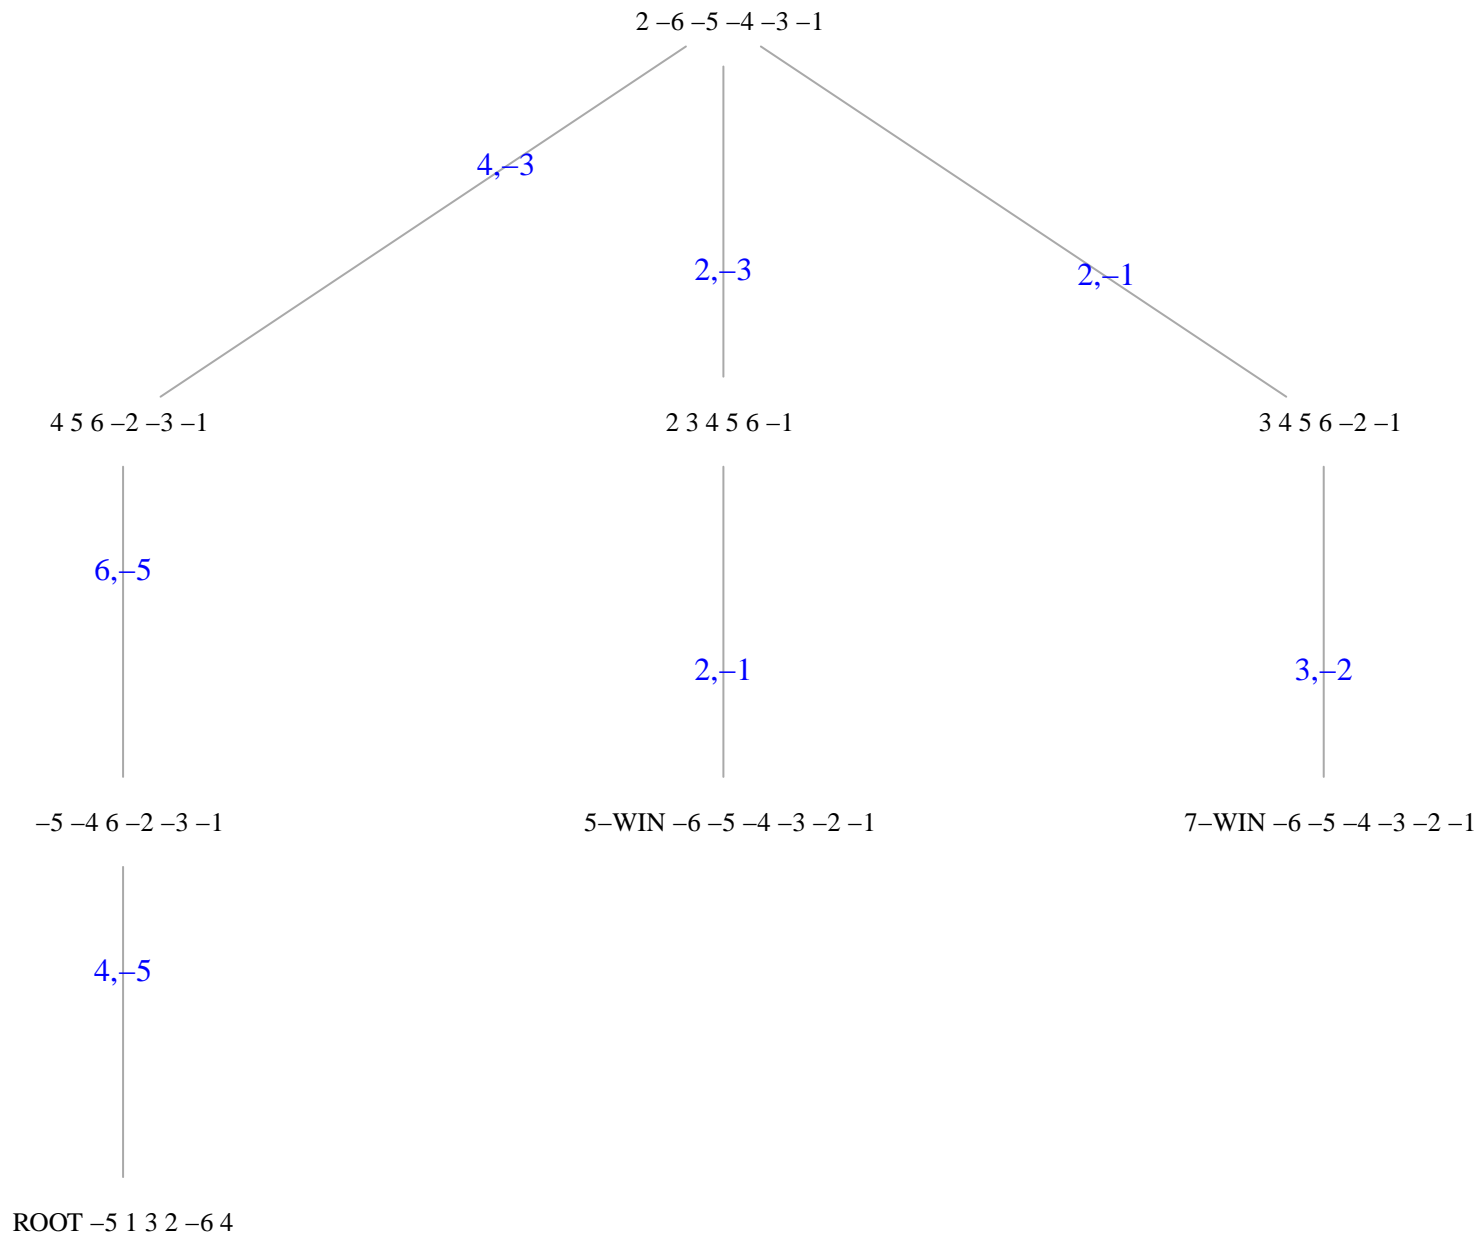 2 –6 –5 –4 –3 –1
4,–3
2,–3
2,–1
4 5 6 –2 –3 –1
2 3 4 5 6 –1
3 4 5 6 –2 –1
6,–5
2,–1
3,–2
–5 –4 6 –2 –3 –1
5–WIN –6 –5 –4 –3 –2 –1
7–WIN –6 –5 –4 –3 –2 –1
4,–5
ROOT –5 1 3 2 –6 4